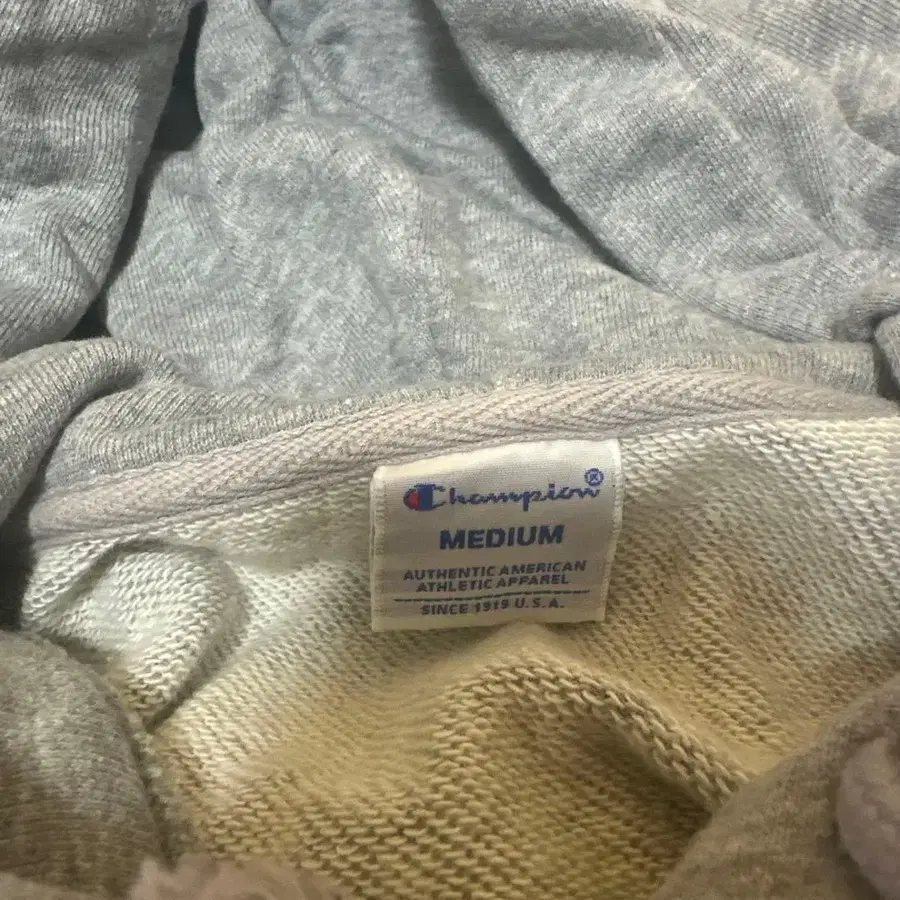 Champion®
MEDIUM
AUTHENTIC AMERICAN
ATHLETIC APPAREL
SINCE 1919 U.S.A.